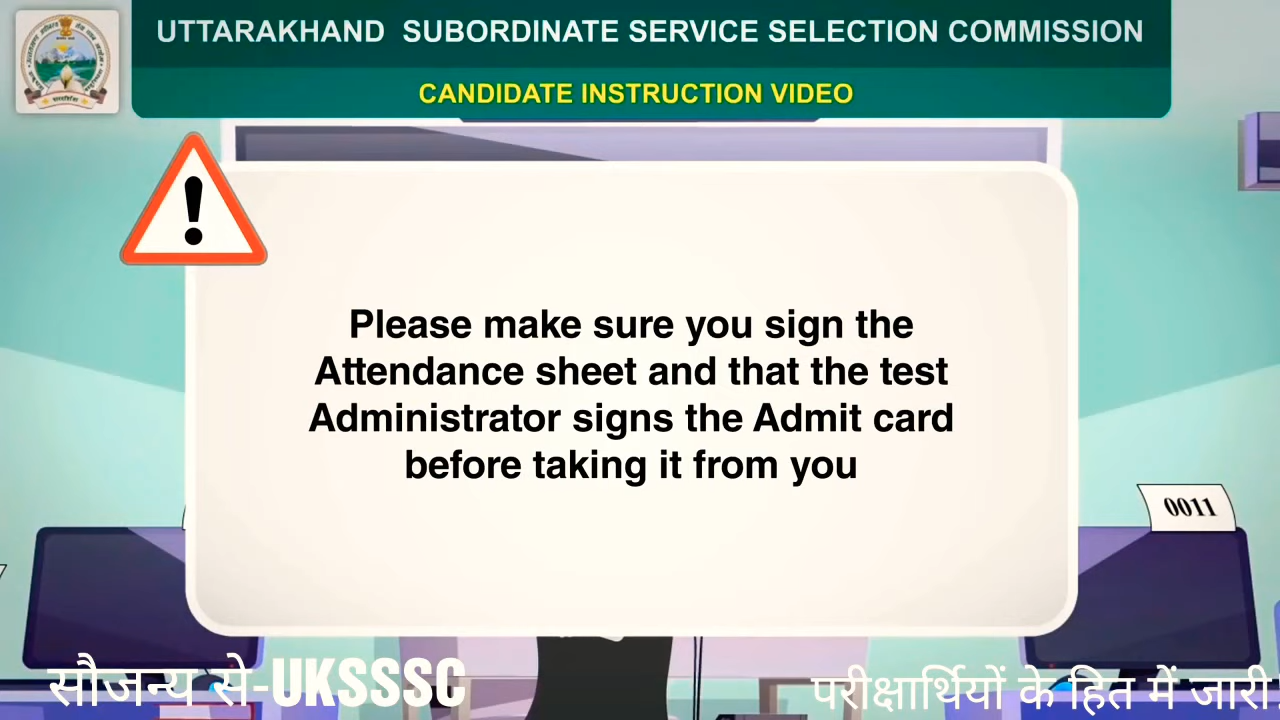 UTTARAKHAND SUBORDINATE SERVICE SELECTION COMMISSION
CANDIDATE INSTRUCTION VIDEO
!
Please make sure you sign the
Attendance sheet and that the test
Administrator signs the Admit card
before taking it from you
0011
सौजन्य से-UKSSSC
परीक्षार्थियों के हित में जारी!